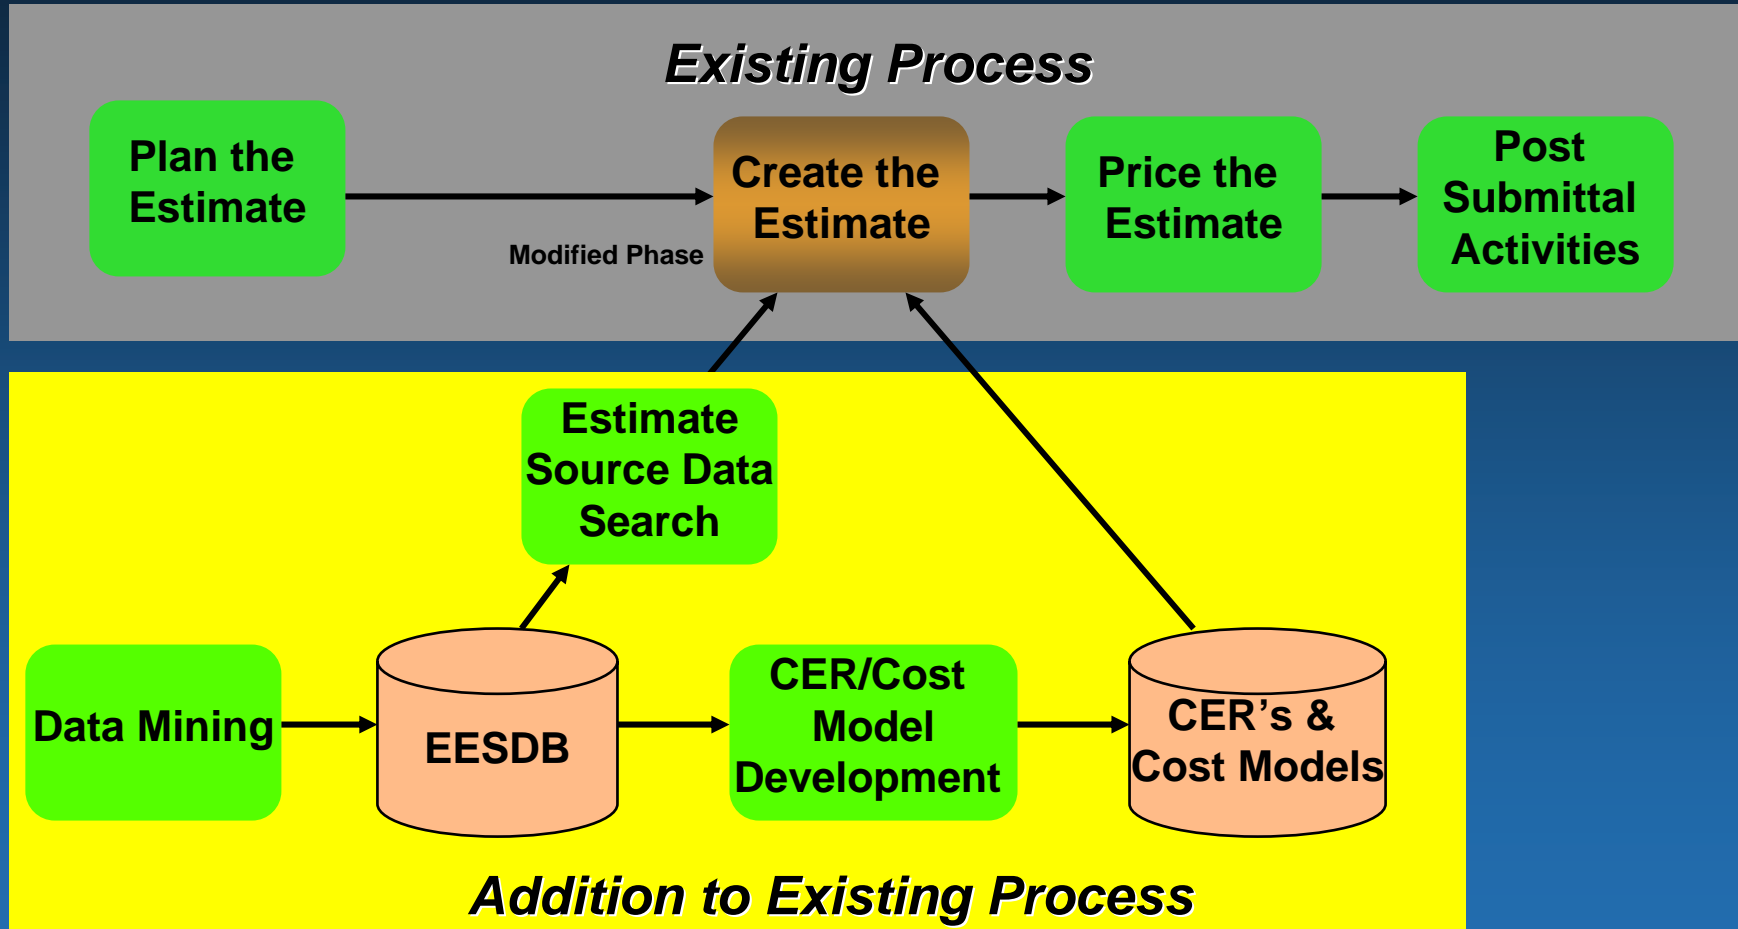 Existing Process
Plan the
Estimate
Create the
Estimate
Modified Phase
Price the
Estimate
Post
Submittal
Activities
Estimate
Source Data
Search
Data Mining
EESDB
CER/Cost
Model
Development
CER’s &
Cost Models
Addition to Existing Process